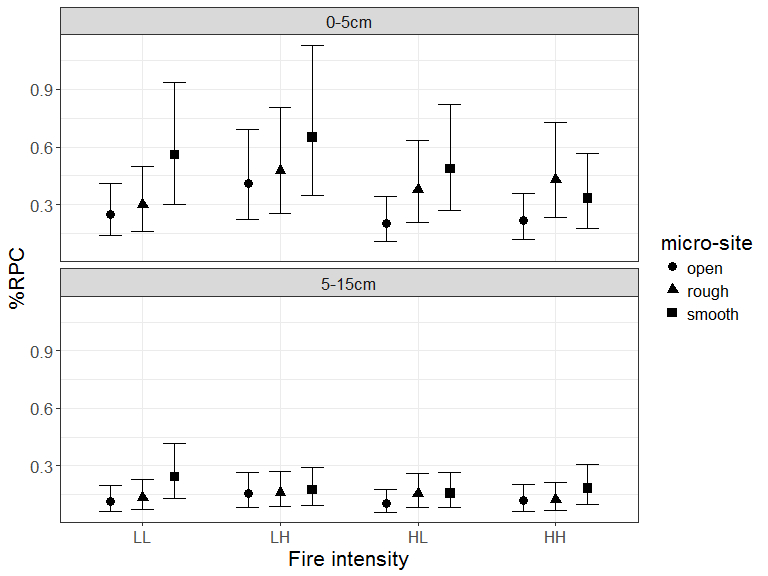 0-5cm
0.9
0.6
0.3
%RPC
5-15cm
0.9
0.6
0.3
LL LH HL HH
Fire intensity
micro-site
open
rough
smooth